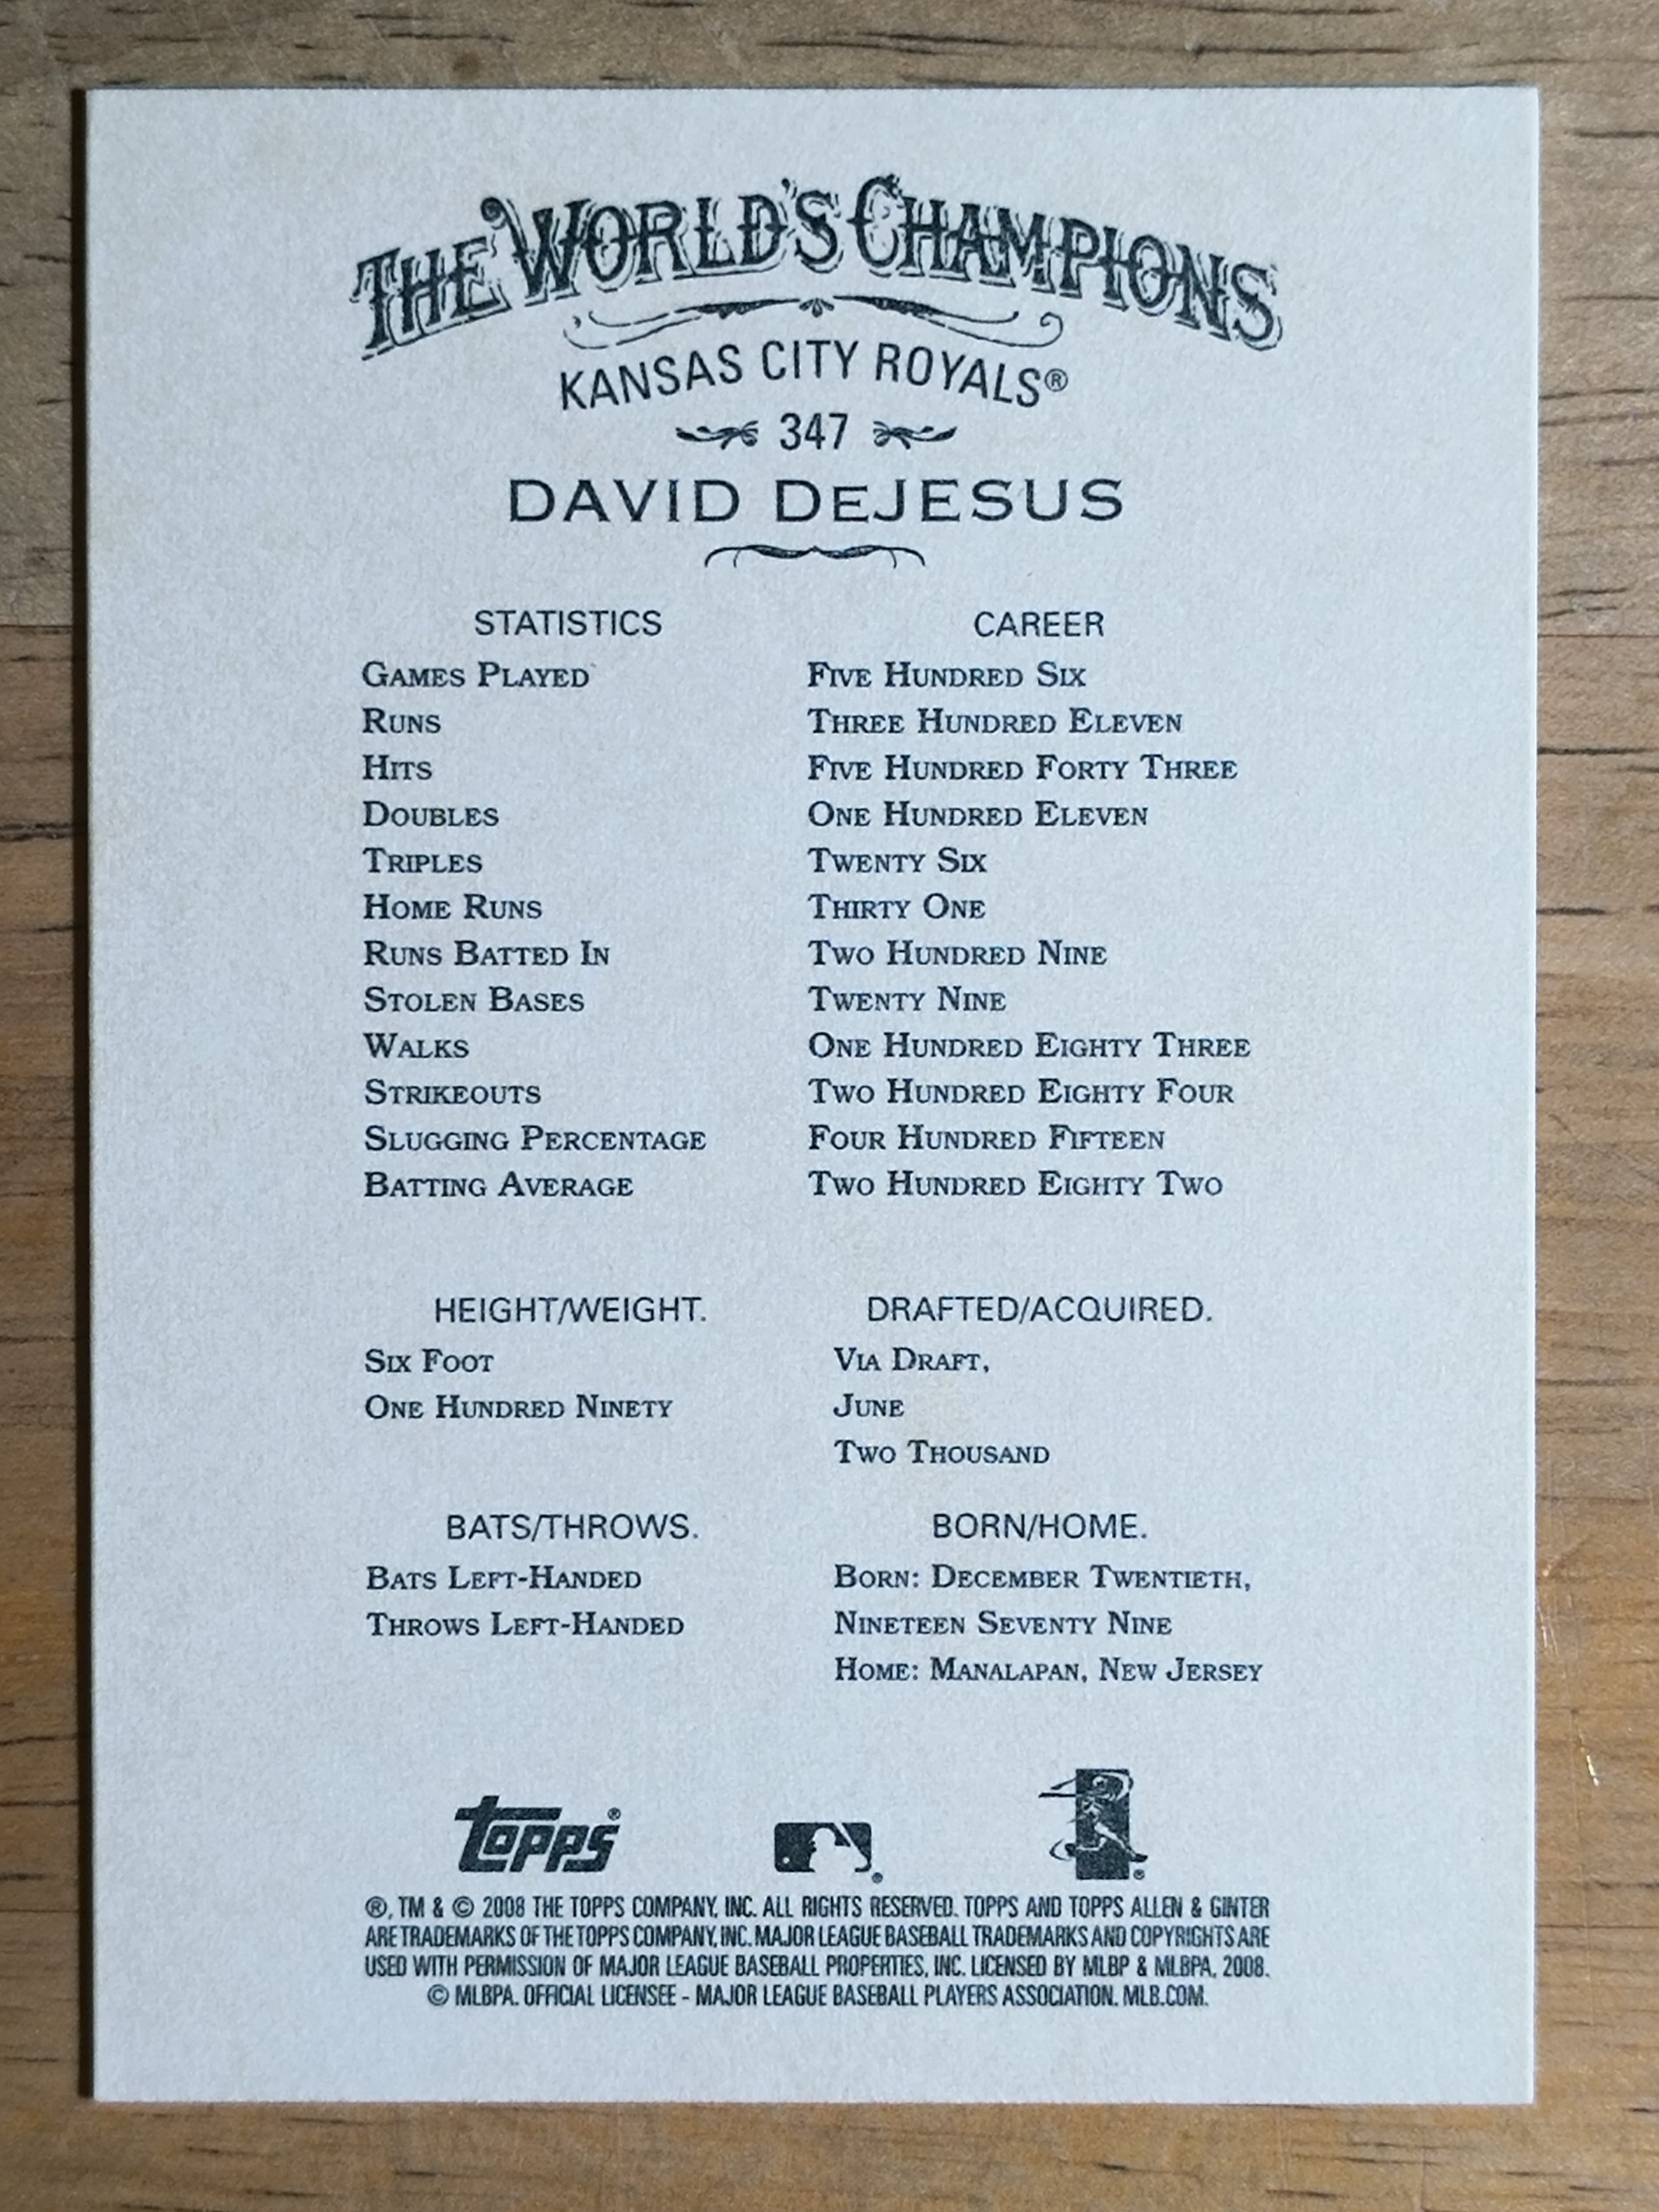 THE WORLD'S CHAMPIONS
KANSAS CITY ROYALS®
347
DAVID DEJESUS
STATISTICS CAREER
GAMES PLAYED FIVE HUNDRED SIX
RUNS THREE HUNDRED ELEVEN
HITS FIVE HUNDRED FORTY THREE
DOUBLES ONE HUNDRED ELEVEN
TRIPLES TWENTY SIX
HOME RUNS THIRTY ONE
RUNS BATTED IN TWO HUNDRED NINE
STOLEN BASES TWENTY NINE
WALKS ONE HUNDRED EIGHTY THREE
STRIKEOUTS TWO HUNDRED EIGHTY FOUR
SLUGGING PERCENTAGE FOUR HUNDRED FIFTEEN
BATTING AVERAGE TWO HUNDRED EIGHTY TWO
HEIGHT/WEIGHT.
SIX FOOT
ONE HUNDRED NINETY
DRAFTED/ACQUIRED.
VIA DRAFT,
JUNE
TWO THOUSAND
BATS/THROWS.
BATS LEFT-HANDED
THROWS LEFT-HANDED
BORN/HOME.
BORN: DECEMBER TWENTIETH,
NINETEEN SEVENTY NINE
HOME: MANALAPAN, NEW JERSEY
topps®
®, TM & © 2008 THE TOPPS COMPANY, INC. ALL RIGHTS RESERVED. TOPPS AND TOPPS ALLEN & GINTER
ARE TRADEMARKS OF THE TOPPS COMPANY, INC. MAJOR LEAGUE BASEBALL TRADEMARKS AND COPYRIGHTS ARE
USED WITH PERMISSION OF MAJOR LEAGUE BASEBALL PROPERTIES, INC. LICENSED BY MLBP & MLBPA, 2008.
© MLBPA. OFFICIAL LICENSEE - MAJOR LEAGUE BASEBALL PLAYERS ASSOCIATION. MLB.COM.